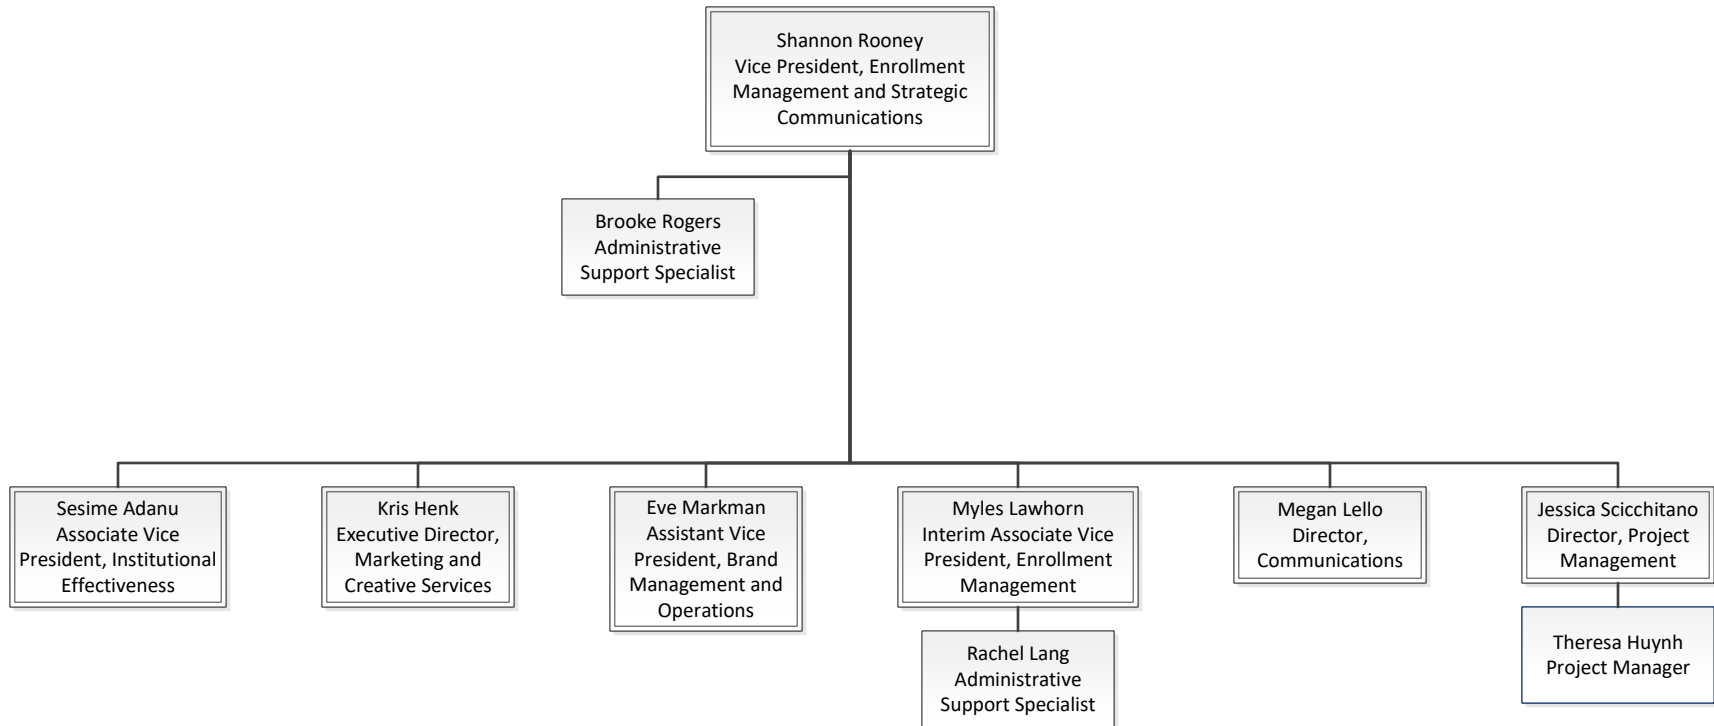 Shannon Rooney
Vice President, Enrollment
Management and Strategic
Communications
Brooke Rogers
Administrative
Support Specialist
Sesime Adanu
Associate Vice
President, Institutional
Effectiveness
Kris Henk
Executive Director,
Marketing and
Creative Services
Eve Markman
Assistant Vice
President, Brand
Management and
Operations
Myles Lawhorn
Interim Associate Vice
President, Enrollment
Management
Megan Lello
Director,
Communications
Jessica Scicchitano
Director, Project
Management
Rachel Lang
Administrative
Support Specialist
Theresa Huynh
Project Manager